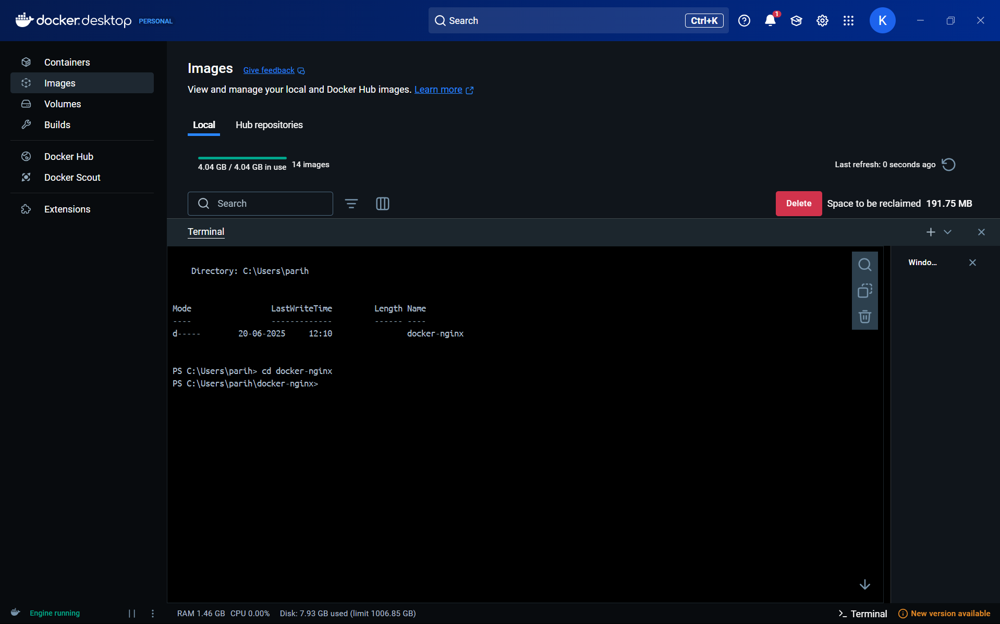 docker.desktop PERSONAL
Search Ctrl+K
1
K
Containers
Images
Volumes
Builds
Docker Hub
Docker Scout
Extensions
Images Give feedback
View and manage your local and Docker Hub images. Learn more
Local Hub repositories
4.04 GB / 4.04 GB in use 14 images
Last refresh: 0 seconds ago
Search
Delete Space to be reclaimed 191.75 MB
Terminal
Windo...
Directory: C:\Users\parih
Mode LastWriteTime Length Name
---- ------------- ------ ----
d----- 20-06-2025 12:10 docker-nginx
PS C:\Users\parih> cd docker-nginx
PS C:\Users\parih\docker-nginx>
Engine running
RAM 1.46 GB CPU 0.00% Disk: 7.93 GB used (limit 1006.85 GB)
Terminal
New version available